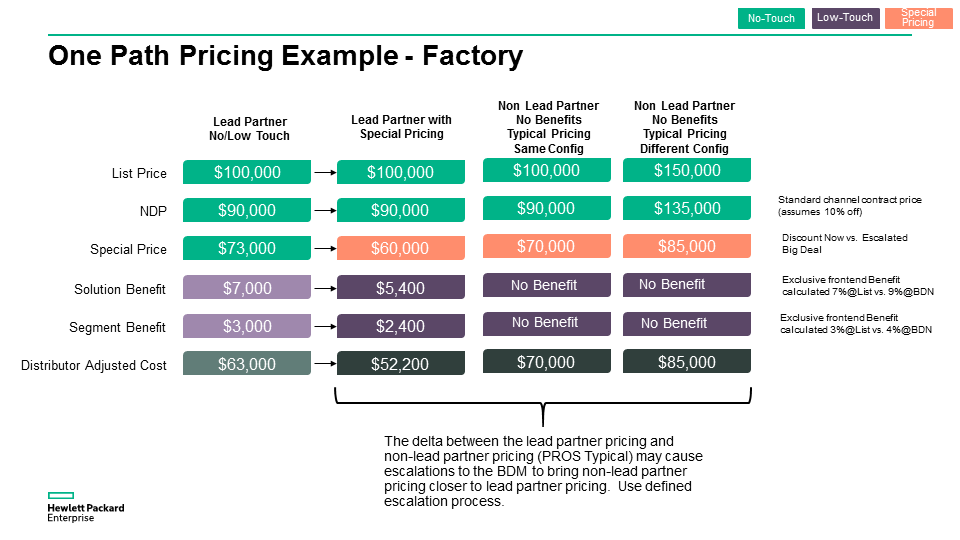 No-Touch
Low-Touch
Special
Pricing
One Path Pricing Example - Factory
Lead Partner
No/Low Touch
Lead Partner with
Special Pricing
Non Lead Partner
No Benefits
Typical Pricing
Same Config
Non Lead Partner
No Benefits
Typical Pricing
Different Config
List Price
$100,000
$100,000
$100,000
$150,000
NDP
$90,000
$90,000
$90,000
$135,000
Standard channel contract price
(assumes 10% off)
Special Price
$73,000
$60,000
$70,000
$85,000
Discount Now vs. Escalated
Big Deal
Solution Benefit
$7,000
$5,400
No Benefit
No Benefit
Exclusive frontend Benefit
calculated 7%@List vs. 9%@BDN
Segment Benefit
$3,000
$2,400
No Benefit
No Benefit
Exclusive frontend Benefit
calculated 3%@List vs. 4%@BDN
Distributor Adjusted Cost
$63,000
$52,200
$70,000
$85,000
The delta between the lead partner pricing and
non-lead partner pricing (PROS Typical) may cause
escalations to the BDM to bring non-lead partner
pricing closer to lead partner pricing.  Use defined
escalation process.
Hewlett Packard
Enterprise